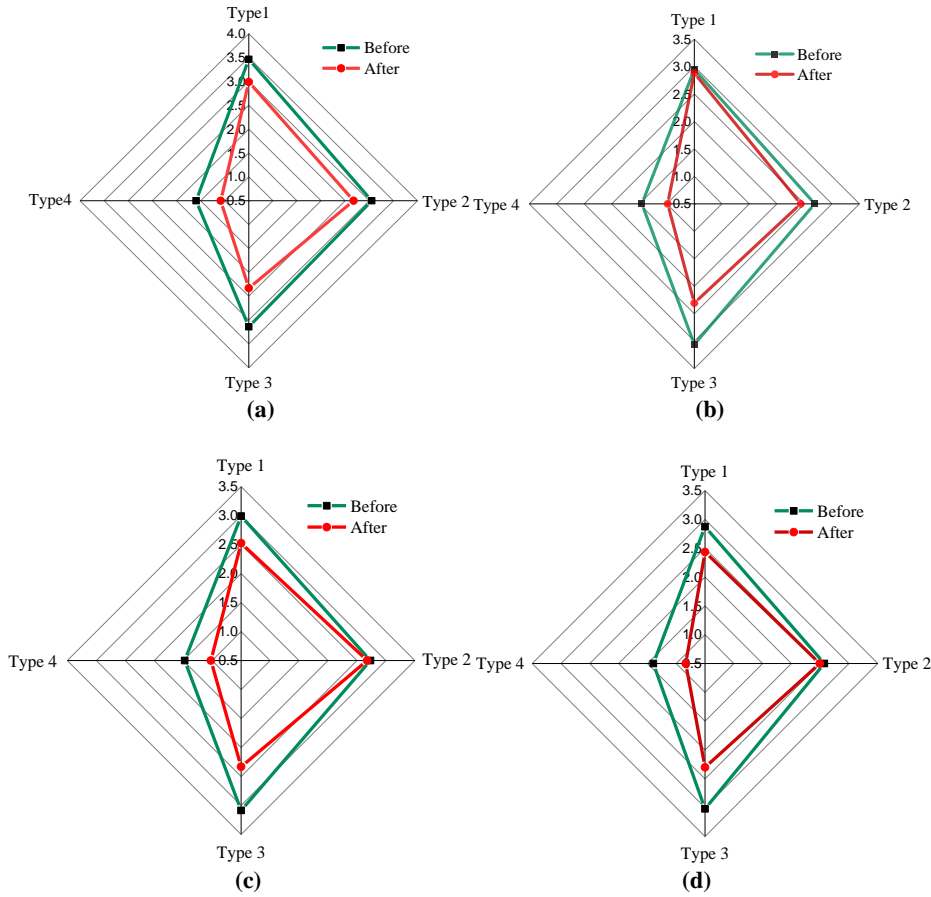 Type1
4.0
3.5
3.0
2.5
2.0
1.5
1.0
0.5
Before
After
Type4
Type 2
Type 3
(a)
Type 1
3.5
3.0
2.5
2.0
1.5
1.0
0.5
Before
After
Type 4
Type 2
Type 3
(b)
Type 1
3.5
3.0
2.5
2.0
1.5
1.0
0.5
Before
After
Type 4
Type 2
Type 3
(c)
Type 1
3.5
3.0
2.5
2.0
1.5
1.0
.5
Before
After
Type 4
Type 2
Type 3
(d)